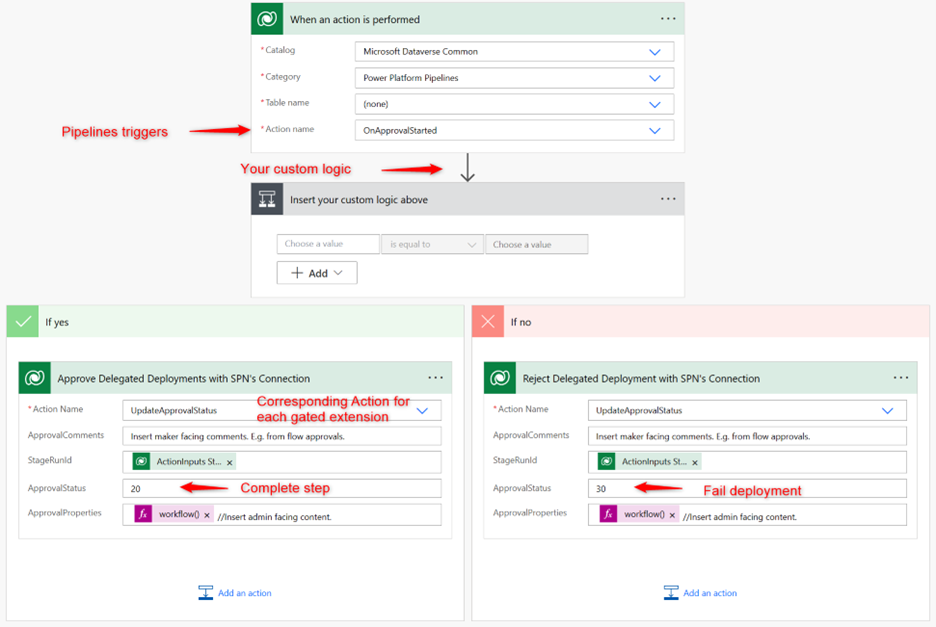 When an action is performed
* Catalog
Microsoft Dataverse Common
* Category
Power Platform Pipelines
* Table name
(none)
Pipelines triggers
* Action name
OnApprovalStarted
Your custom logic
Insert your custom logic above
Choose a value
is equal to
Choose a value
Add
If yes
If no
Approve Delegated Deployments with SPN's Connection
* Action Name
UpdateApprovalStatus
Corresponding Action for
each gated extension
ApprovalComments
Insert maker facing comments. E.g. from flow approvals.
StageRunId
ActionInputs St... x
ApprovalStatus
20
Complete step
ApprovalProperties
fx workflow() x //Insert admin facing content.
Add an action
Reject Delegated Deployment with SPN's Connection
* Action Name
UpdateApprovalStatus
ApprovalComments
Insert maker facing comments. E.g. from flow approvals.
StageRunId
ActionInputs St... x
ApprovalStatus
30
Fail deployment
ApprovalProperties
fx workflow() x //Insert admin facing content.
Add an action